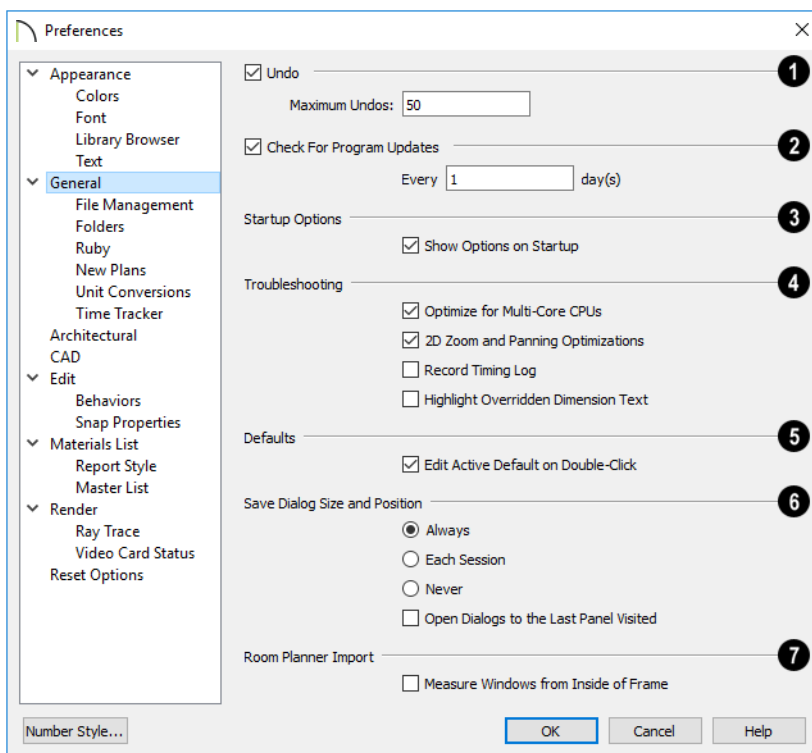 Preferences
Appearance
Colors
Font
Library Browser
Text
General
File Management
Folders
Ruby
New Plans
Unit Conversions
Time Tracker
Architectural
CAD
Edit
Behaviors
Snap Properties
Materials List
Report Style
Master List
Render
Ray Trace
Video Card Status
Reset Options
Undo 1
Maximum Undos: 50
Check For Program Updates 2
Every 1 day(s)
Startup Options 3
Show Options on Startup
Troubleshooting 4
Optimize for Multi-Core CPUs
2D Zoom and Panning Optimizations
Record Timing Log
Highlight Overridden Dimension Text
Defaults 5
Edit Active Default on Double-Click
Save Dialog Size and Position 6
Always
Each Session
Never
Open Dialogs to the Last Panel Visited
Room Planner Import 7
Measure Windows from Inside of Frame
Number Style... OK Cancel Help